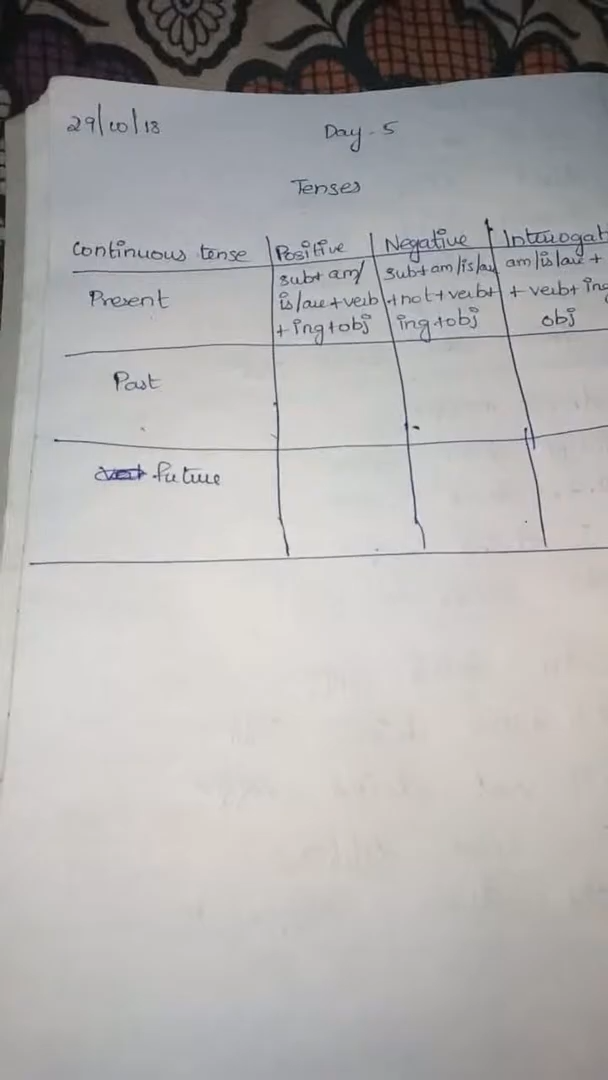 29/10/18
Day - 5
Tenses
Continuous tense | Positive | Negative | Interrogat
Present
sub+ am/
is/are + verb
+ ing + obj
sub+am/is/are
+ not + verb+
ing + obj
am/is/are +
+ verb+ ing
obj
Past
future